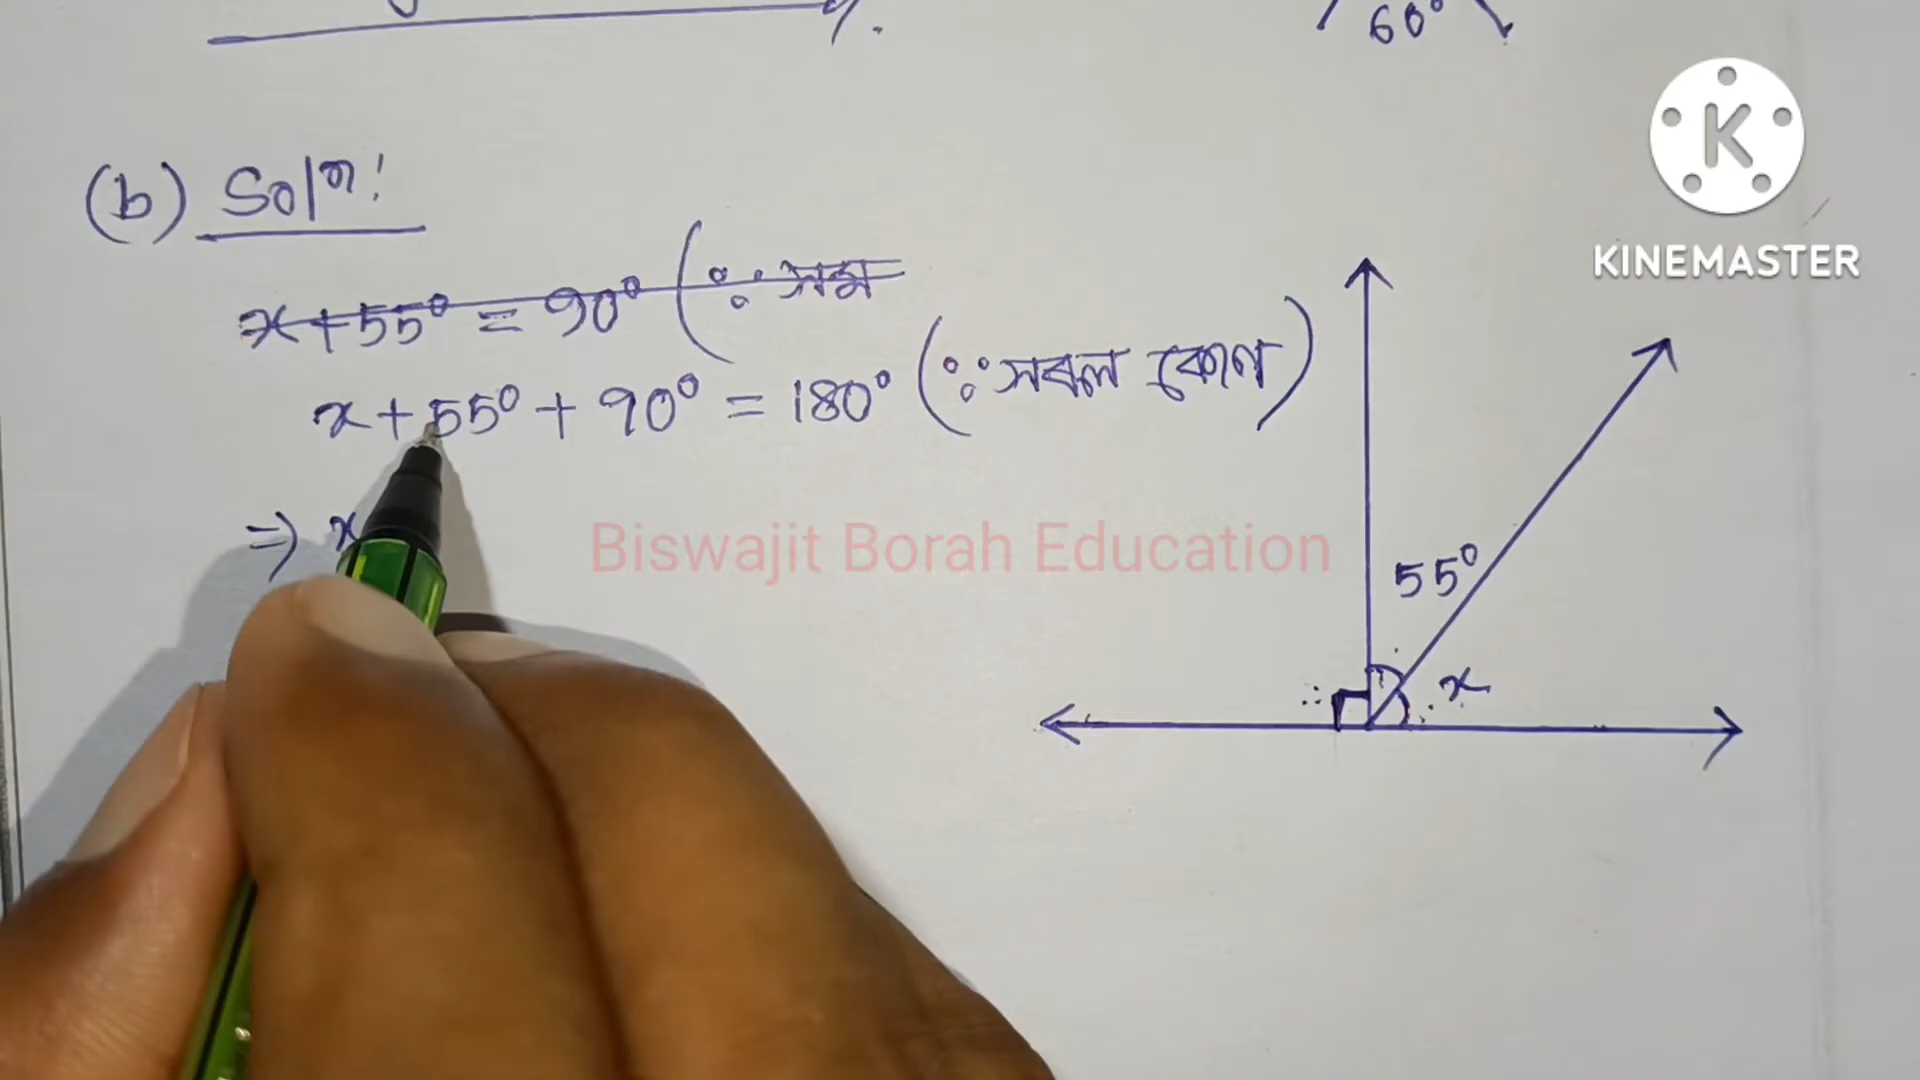 60°
KINEMASTER
(b) Solⁿ:
x+55° = 90° (∵ সম
x+55° + 90° = 180° (∵ সৰল কোণ)
⇒ x
Biswajit Borah Education
55°
x